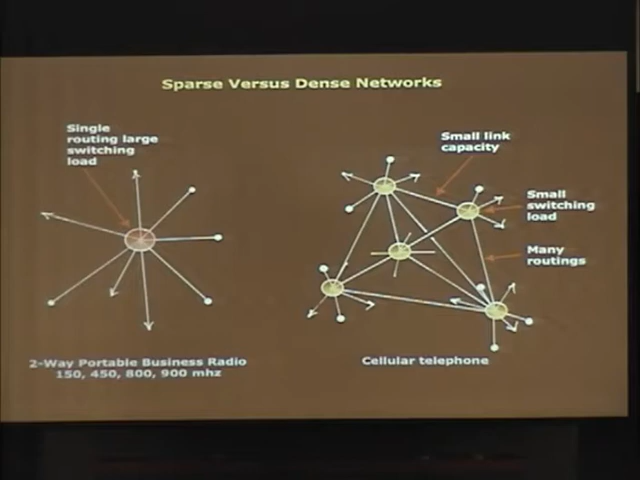 Sparse Versus Dense Networks
Single
routing large
switching
load
Small link
capacity
Small
switching
load
Many
routings
2-Way Portable Business Radio
150, 450, 800, 900 mhz
Cellular telephone